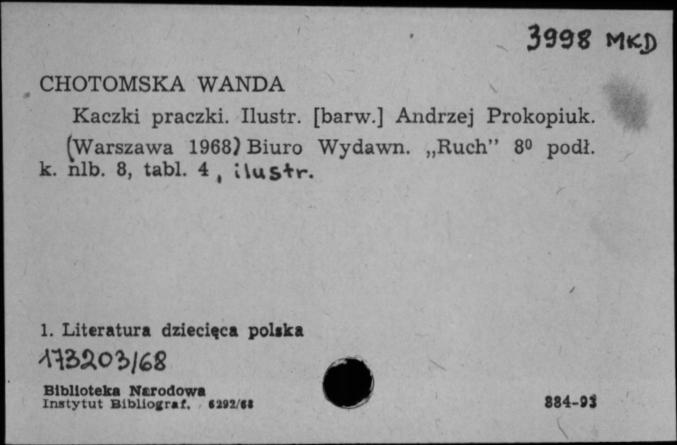 3998 MKD
CHOTOMSKA WANDA
Kaczki praczki. Ilustr. [barw.] Andrzej Prokopiuk.
(Warszawa 1968) Biuro Wydawn. „Ruch” 8⁰ podł.
k. nlb. 8, tabl. 4, ilustr.
1. Literatura dziecięca polska
173203/68
Biblioteka Narodowa
Instytut Bibliograf. 6292/68
884-93